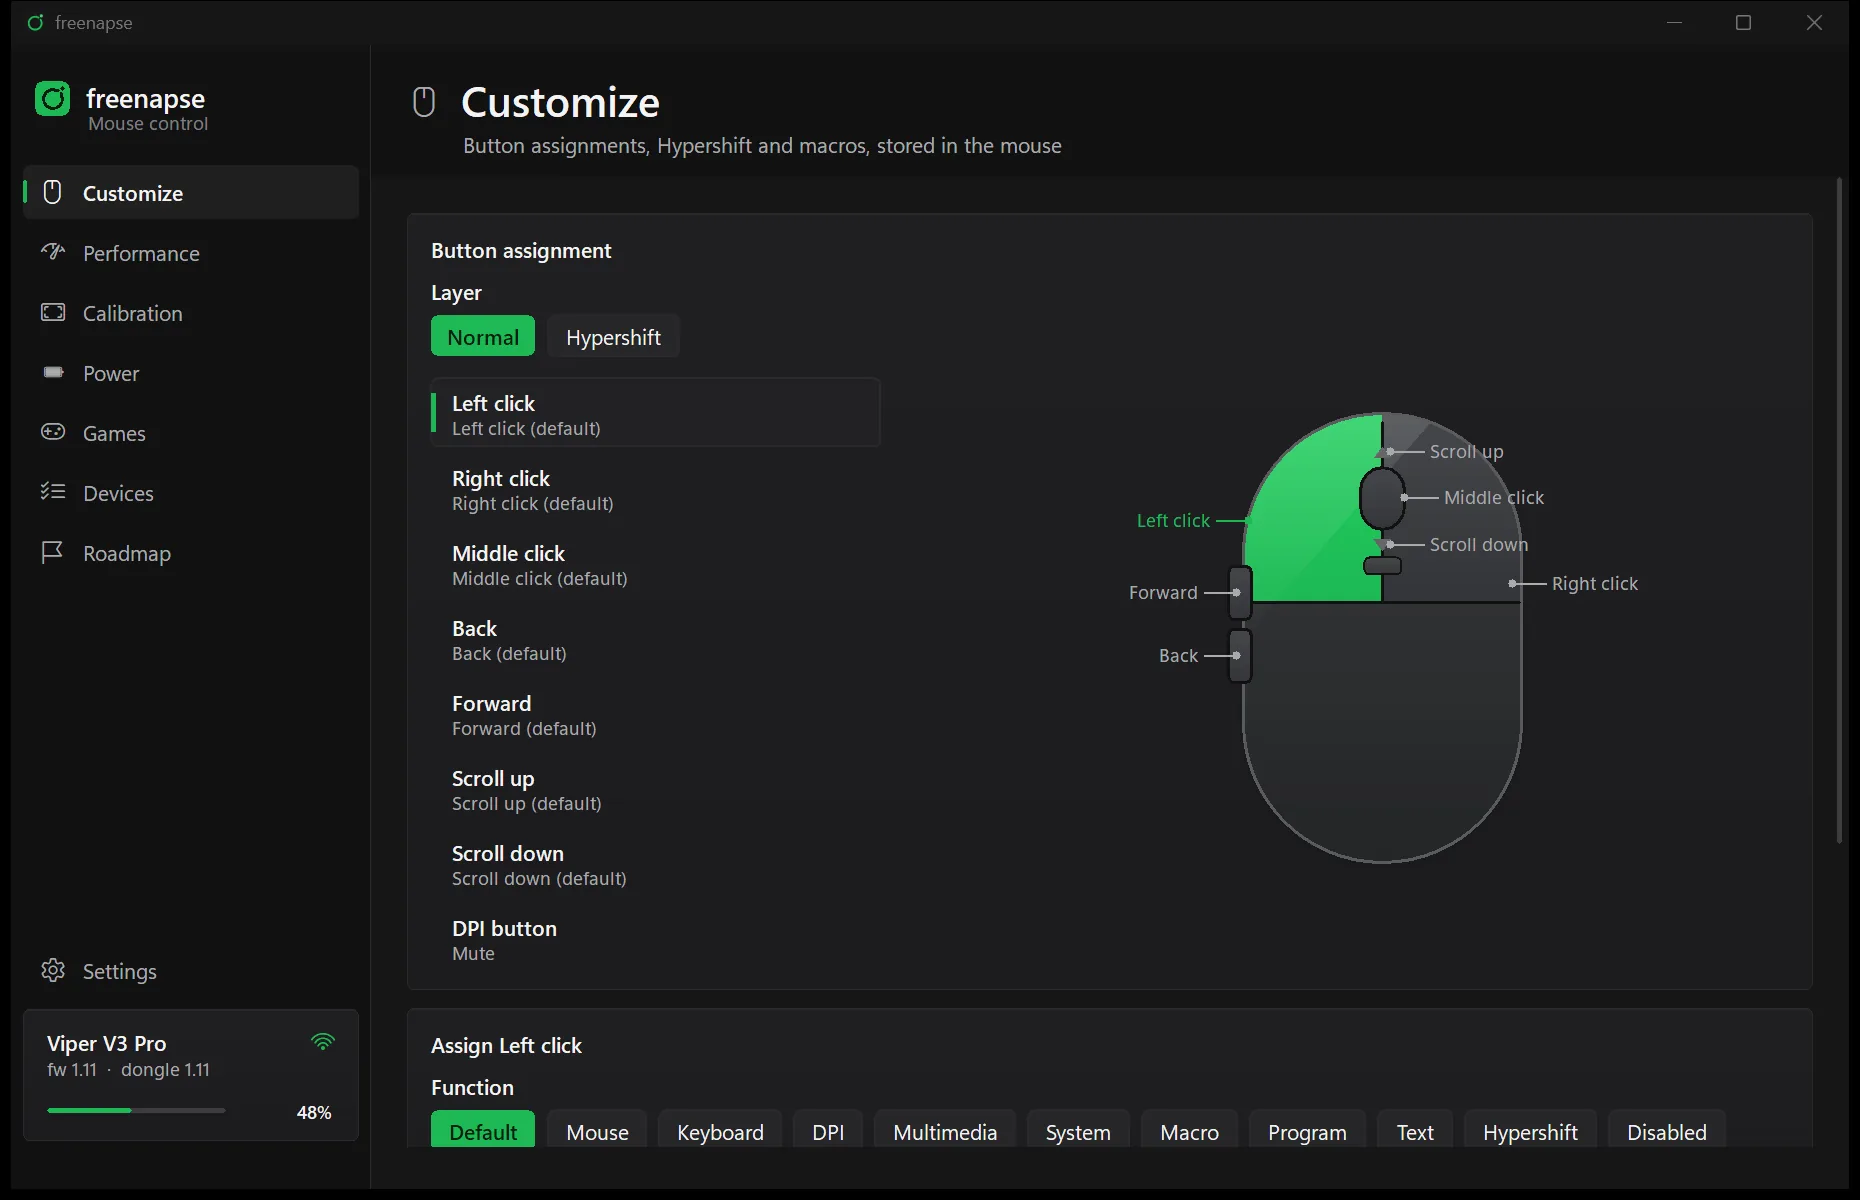 freenapse
freenapse
Mouse control
Customize
Performance
Calibration
Power
Games
Devices
Roadmap
Settings
Viper V3 Pro
fw 1.11 · dongle 1.11
48%
Customize
Button assignments, Hypershift and macros, stored in the mouse
Button assignment
Layer
Normal Hypershift
Left click
Left click (default)
Right click
Right click (default)
Middle click
Middle click (default)
Back
Back (default)
Forward
Forward (default)
Scroll up
Scroll up (default)
Scroll down
Scroll down (default)
DPI button
Mute
Scroll up
Middle click
Left click
Scroll down
Right click
Forward
Back
Assign Left click
Function
Default Mouse Keyboard DPI Multimedia System Macro Program Text Hypershift Disabled